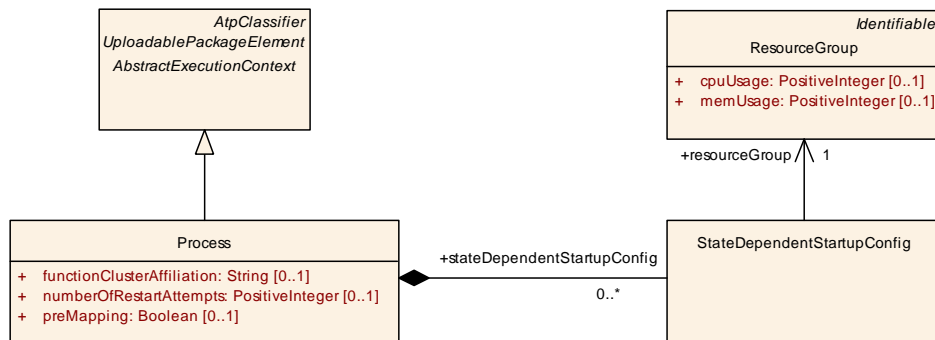 AtpClassifier
UploadablePackageElement
AbstractExecutionContext
Identifiable
ResourceGroup
+ cpuUsage: PositiveInteger [0..1]
+ memUsage: PositiveInteger [0..1]
+resourceGroup 1
Process
+ functionClusterAffiliation: String [0..1]
+ numberOfRestartAttempts: PositiveInteger [0..1]
+ preMapping: Boolean [0..1]
+stateDependentStartupConfig
0..*
StateDependentStartupConfig